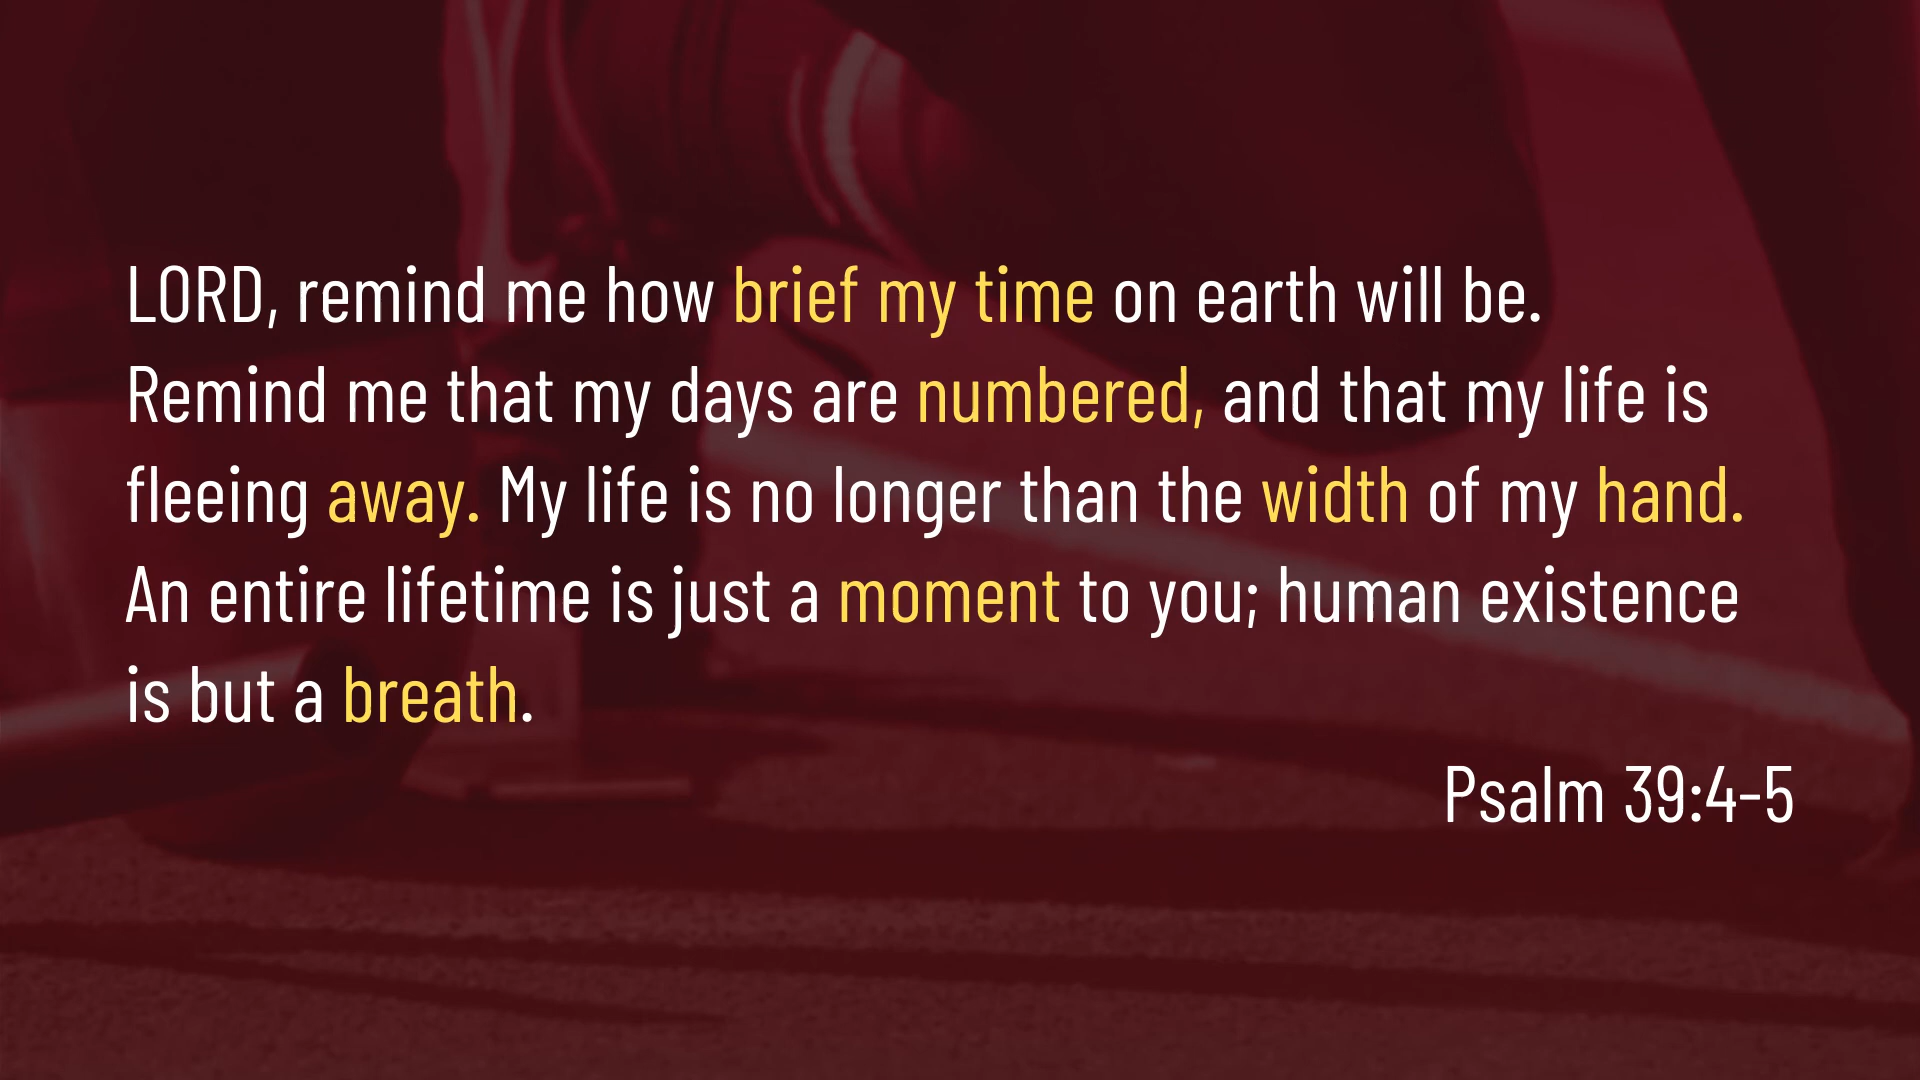 LORD, remind me how brief my time on earth will be.
Remind me that my days are numbered, and that my life is
fleeing away. My life is no longer than the width of my hand.
An entire lifetime is just a moment to you; human existence
is but a breath.
Psalm 39:4-5